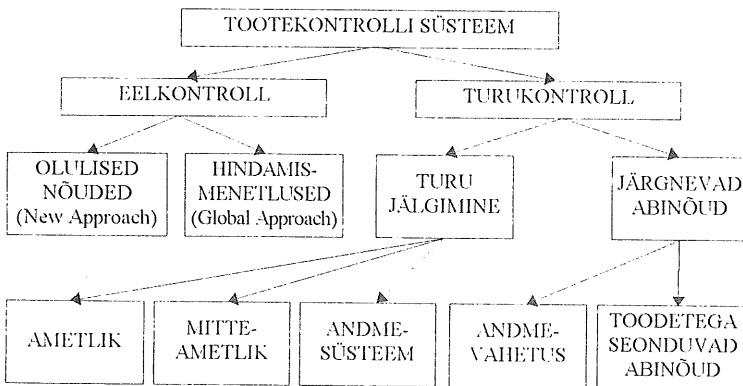 TOOTEKONTROLLI SÜSTEEM
EELKONTROLL
TURUKONTROLL
OLULISED
NÕUDED
(New Approach)
HINDAMIS-
MENETLUSED
(Global Approach)
TURU
JÄLGIMINE
JÄRGNEVAD
ABINÕUD
AMETLIK
MITTE-
AMETLIK
ANDME-
SÜSTEEM
ANDME-
VAHETUS
TOODETEGA
SEONDUVAD
ABINÕUD